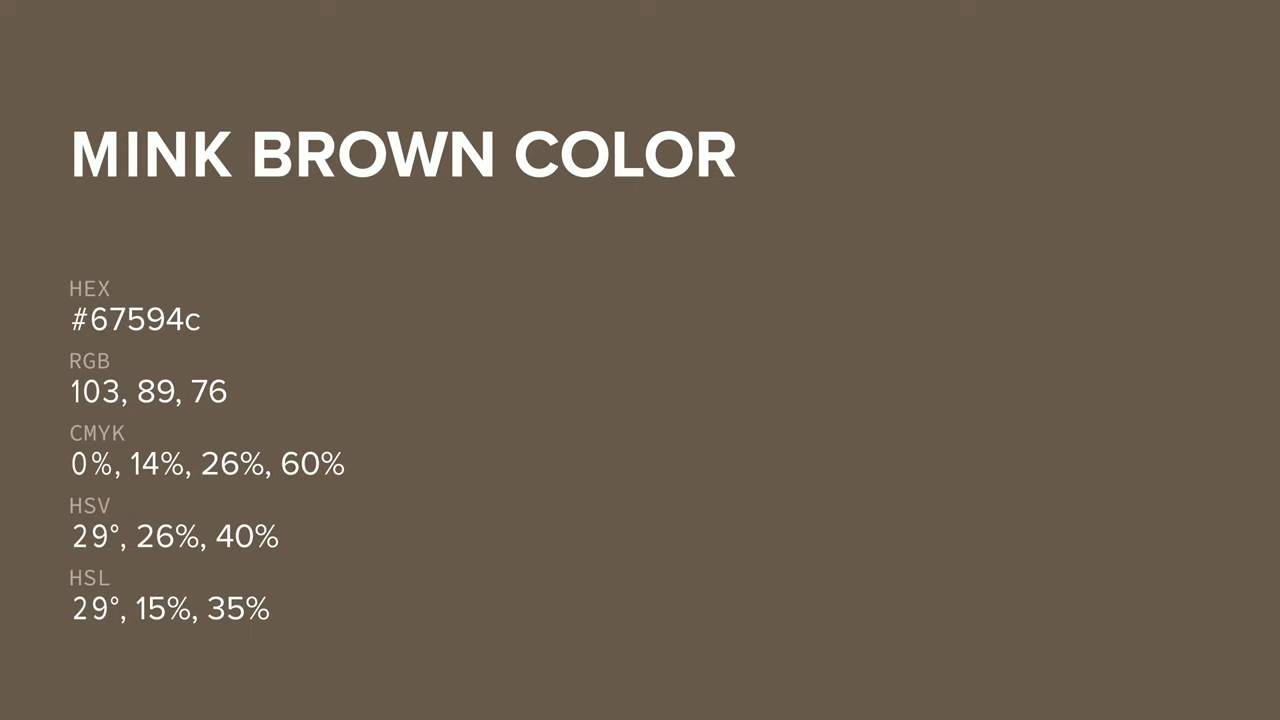 MINK BROWN COLOR
HEX
#67594c
RGB
103, 89, 76
CMYK
0%, 14%, 26%, 60%
HSV
29°, 26%, 40%
HSL
29°, 15%, 35%